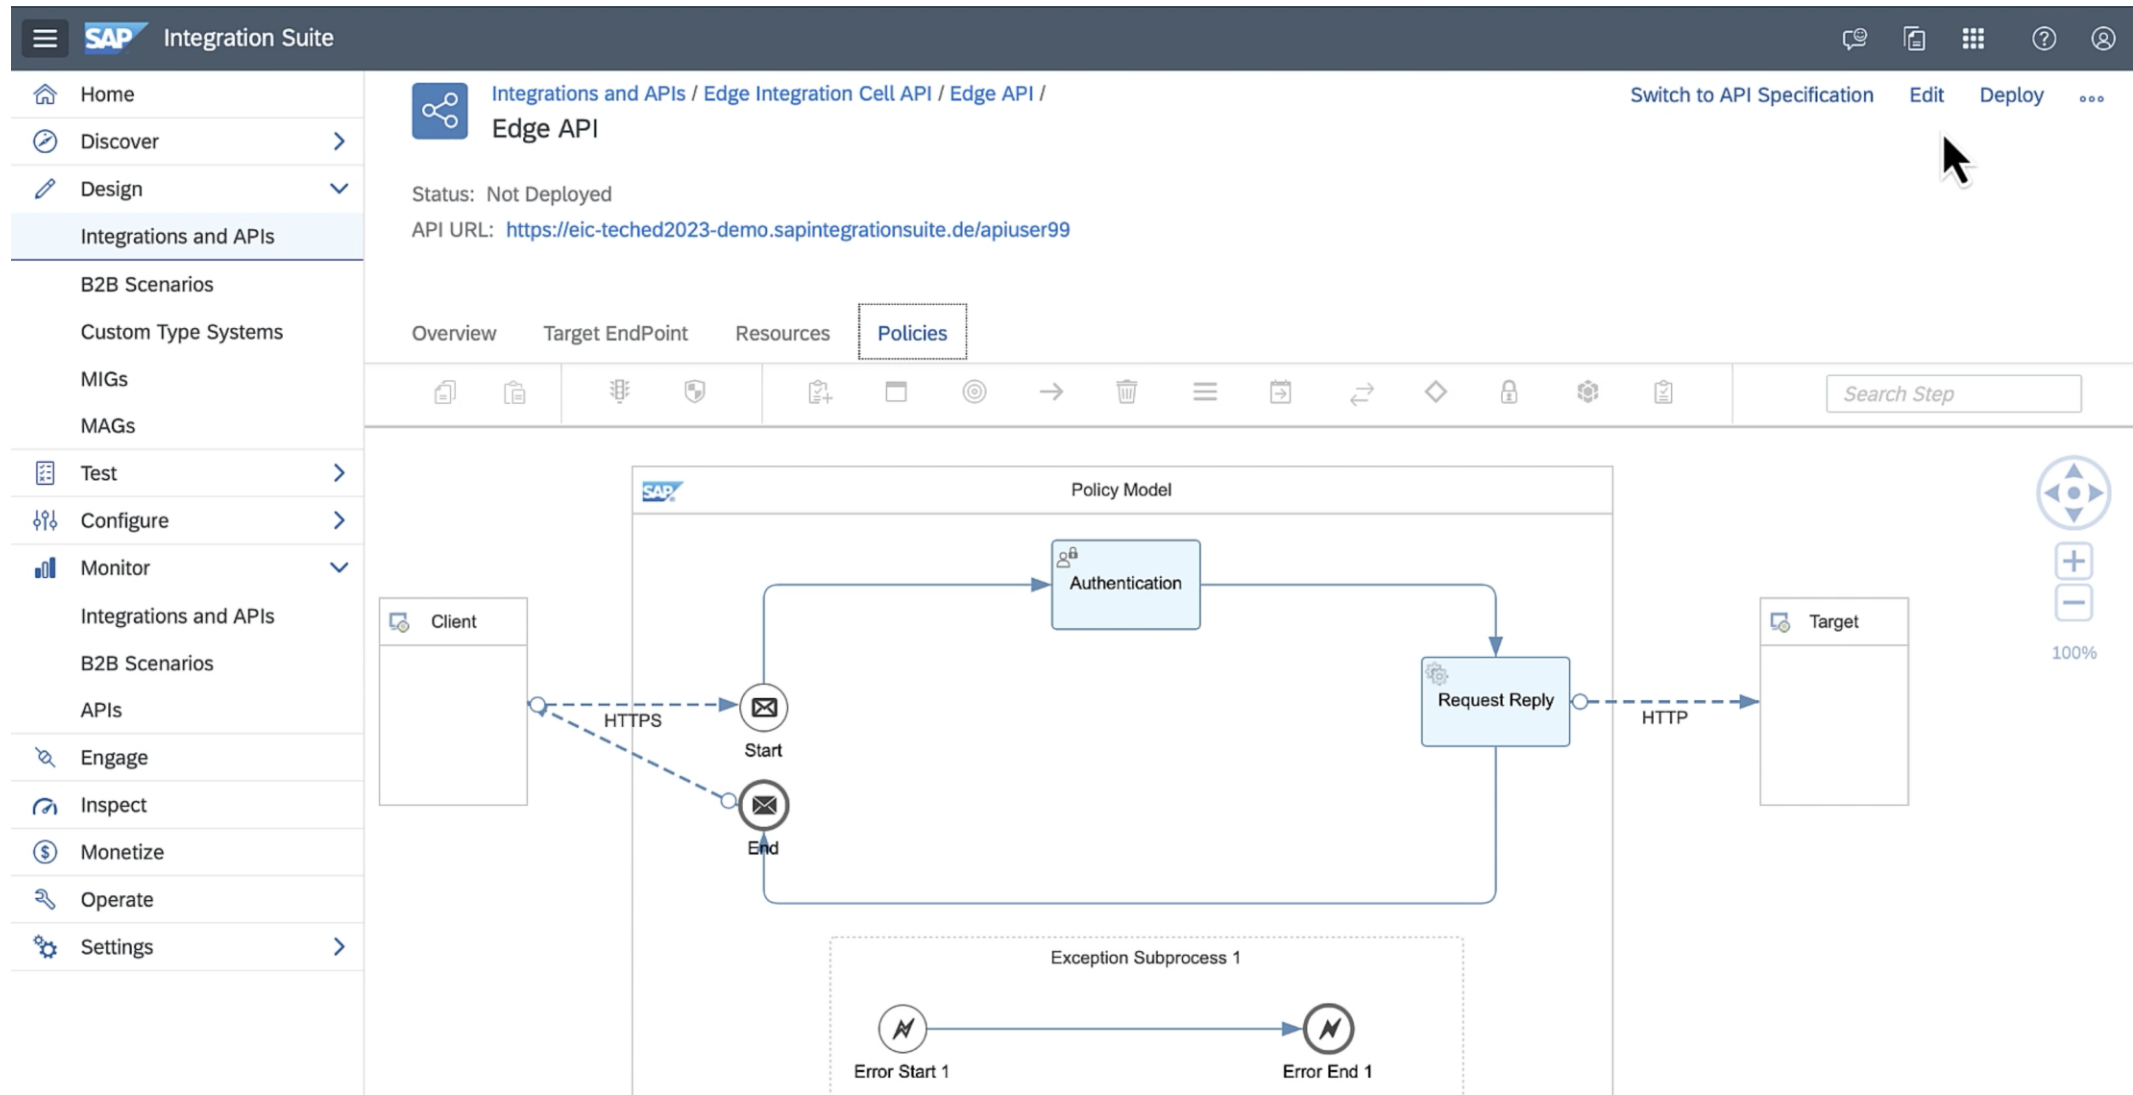 SAP Integration Suite
Home
Discover
Design
Integrations and APIs
B2B Scenarios
Custom Type Systems
MIGs
MAGs
Test
Configure
Monitor
Integrations and APIs
B2B Scenarios
APIs
Engage
Inspect
Monetize
Operate
Settings
Integrations and APIs / Edge Integration Cell API / Edge API /
Edge API
Switch to API Specification Edit Deploy
Status: Not Deployed
API URL: https://eic-teched2023-demo.sapintegrationsuite.de/apiuser99
Overview Target EndPoint Resources Policies
Search Step
SAP Policy Model
Authentication
Client
Target
100%
Request Reply
HTTPS
HTTP
Start
End
Exception Subprocess 1
Error Start 1
Error End 1